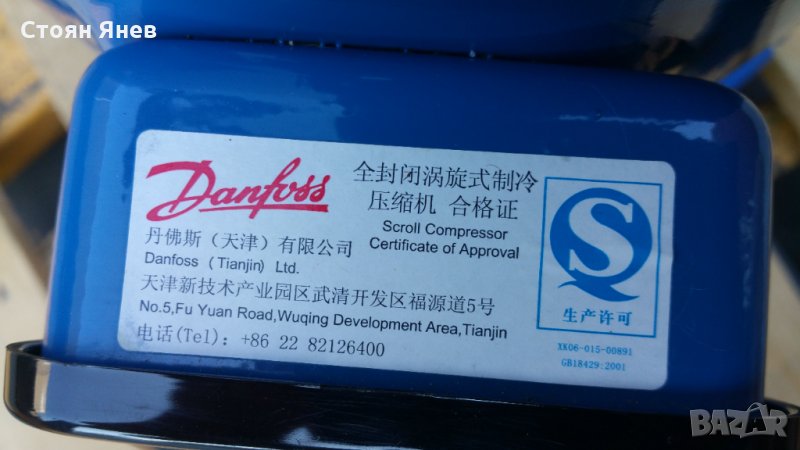 Стоян Янев
Danfoss
全封闭涡旋式制冷
压缩机 合格证
Scroll Compressor
Certificate of Approval
丹佛斯（天津）有限公司
Danfoss (Tianjin) Ltd.
天津新技术产业园区武清开发区福源道5号
No.5,Fu Yuan Road,Wuqing Development Area,Tianjin
电话(Tel): +86 22 82126400
S
生产许可
XK06-015-00891
GB18429:2001
BAZAR